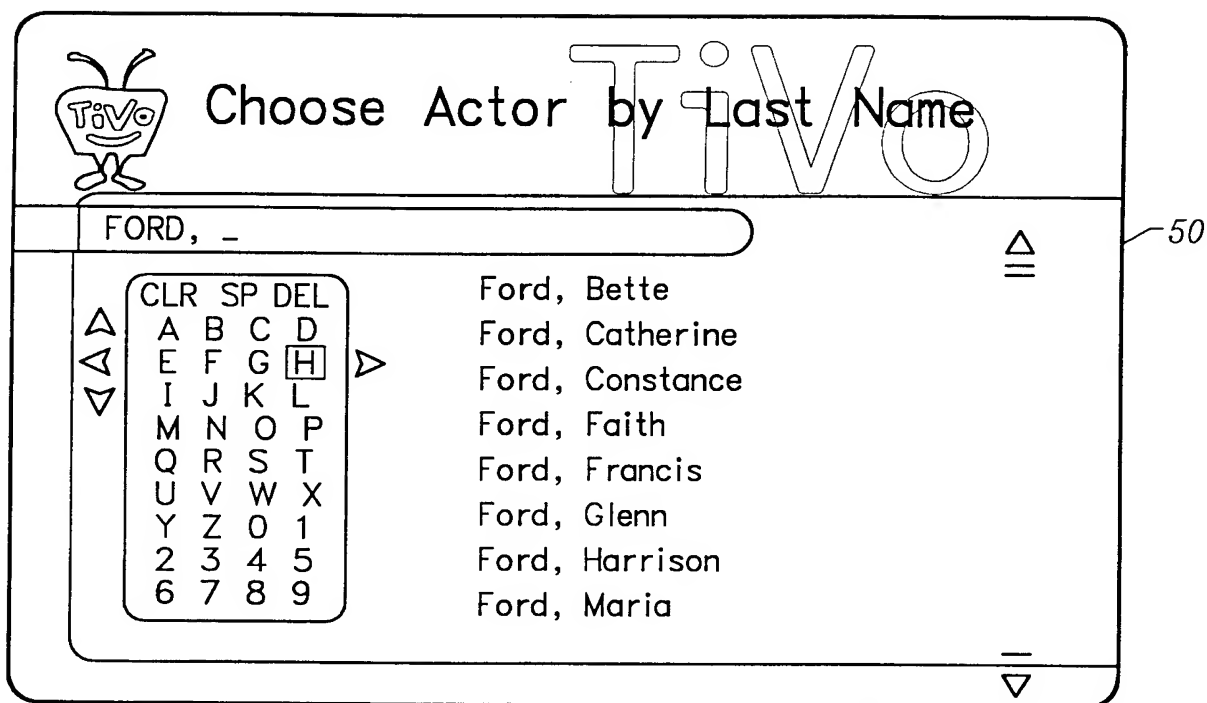 TiVo
TiVo
Choose Actor by Last Name
FORD, _
50
CLR SP DEL
A B C D
E F G H
I J K L
M N O P
Q R S T
U V W X
Y Z 0 1
2 3 4 5
6 7 8 9
Ford, Bette
Ford, Catherine
Ford, Constance
Ford, Faith
Ford, Francis
Ford, Glenn
Ford, Harrison
Ford, Maria